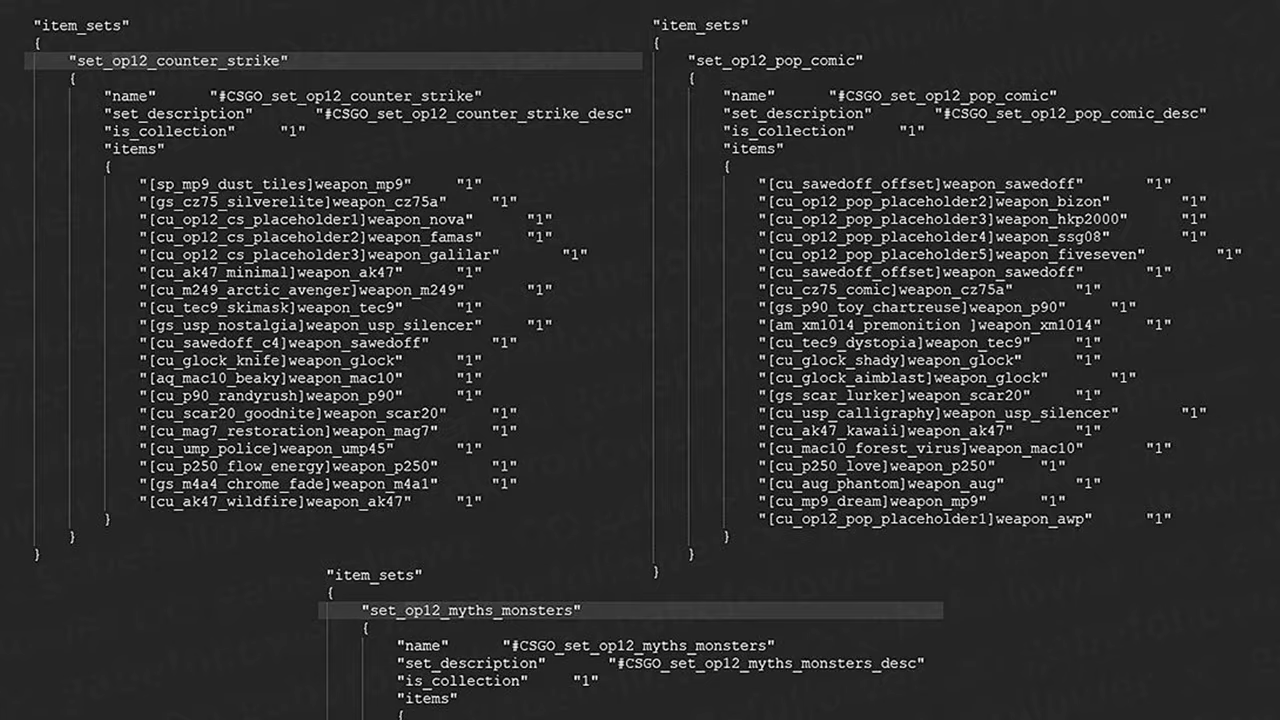 "item_sets"
{
"set_op12_counter_strike"
{
"name" "#CSGO_set_op12_counter_strike"
"set_description" "#CSGO_set_op12_counter_strike_desc"
"is_collection" "1"
"items"
{
"[sp_mp9_dust_tiles]weapon_mp9" "1"
"[gs_cz75_silverelite]weapon_cz75a" "1"
"[cu_op12_cs_placeholder1]weapon_nova" "1"
"[cu_op12_cs_placeholder2]weapon_famas" "1"
"[cu_op12_cs_placeholder3]weapon_galilar" "1"
"[cu_ak47_minimal]weapon_ak47" "1"
"[cu_m249_arctic_avenger]weapon_m249" "1"
"[cu_tec9_skimask]weapon_tec9" "1"
"[gs_usp_nostalgia]weapon_usp_silencer" "1"
"[cu_sawedoff_c4]weapon_sawedoff" "1"
"[cu_glock_knife]weapon_glock" "1"
"[aq_mac10_beaky]weapon_mac10" "1"
"[cu_p90_randyrush]weapon_p90" "1"
"[cu_scar20_goodnite]weapon_scar20" "1"
"[cu_mag7_restoration]weapon_mag7" "1"
"[cu_ump_police]weapon_ump45" "1"
"[cu_p250_flow_energy]weapon_p250" "1"
"[gs_m4a4_chrome_fade]weapon_m4a1" "1"
"[cu_ak47_wildfire]weapon_ak47" "1"
}
}
}
"item_sets"
{
"set_op12_pop_comic"
{
"name" "#CSGO_set_op12_pop_comic"
"set_description" "#CSGO_set_op12_pop_comic_desc"
"is_collection" "1"
"items"
{
"[cu_sawedoff_offset]weapon_sawedoff" "1"
"[cu_op12_pop_placeholder2]weapon_bizon" "1"
"[cu_op12_pop_placeholder3]weapon_hkp2000" "1"
"[cu_op12_pop_placeholder4]weapon_ssg08" "1"
"[cu_op12_pop_placeholder5]weapon_fiveseven" "1"
"[cu_sawedoff_offset]weapon_sawedoff" "1"
"[cu_cz75_comic]weapon_cz75a" "1"
"[gs_p90_toy_chartreuse]weapon_p90" "1"
"[am_xm1014_premonition ]weapon_xm1014" "1"
"[cu_tec9_dystopia]weapon_tec9" "1"
"[cu_glock_shady]weapon_glock" "1"
"[cu_glock_aimblast]weapon_glock" "1"
"[gs_scar_lurker]weapon_scar20" "1"
"[cu_usp_calligraphy]weapon_usp_silencer" "1"
"[cu_ak47_kawaii]weapon_ak47" "1"
"[cu_mac10_forest_virus]weapon_mac10" "1"
"[cu_p250_love]weapon_p250" "1"
"[cu_aug_phantom]weapon_aug" "1"
"[cu_mp9_dream]weapon_mp9" "1"
"[cu_op12_pop_placeholder1]weapon_awp" "1"
}
}
}
"item_sets"
{
"set_op12_myths_monsters"
{
"name" "#CSGO_set_op12_myths_monsters"
"set_description" "#CSGO_set_op12_myths_monsters_desc"
"is_collection" "1"
"items"
{